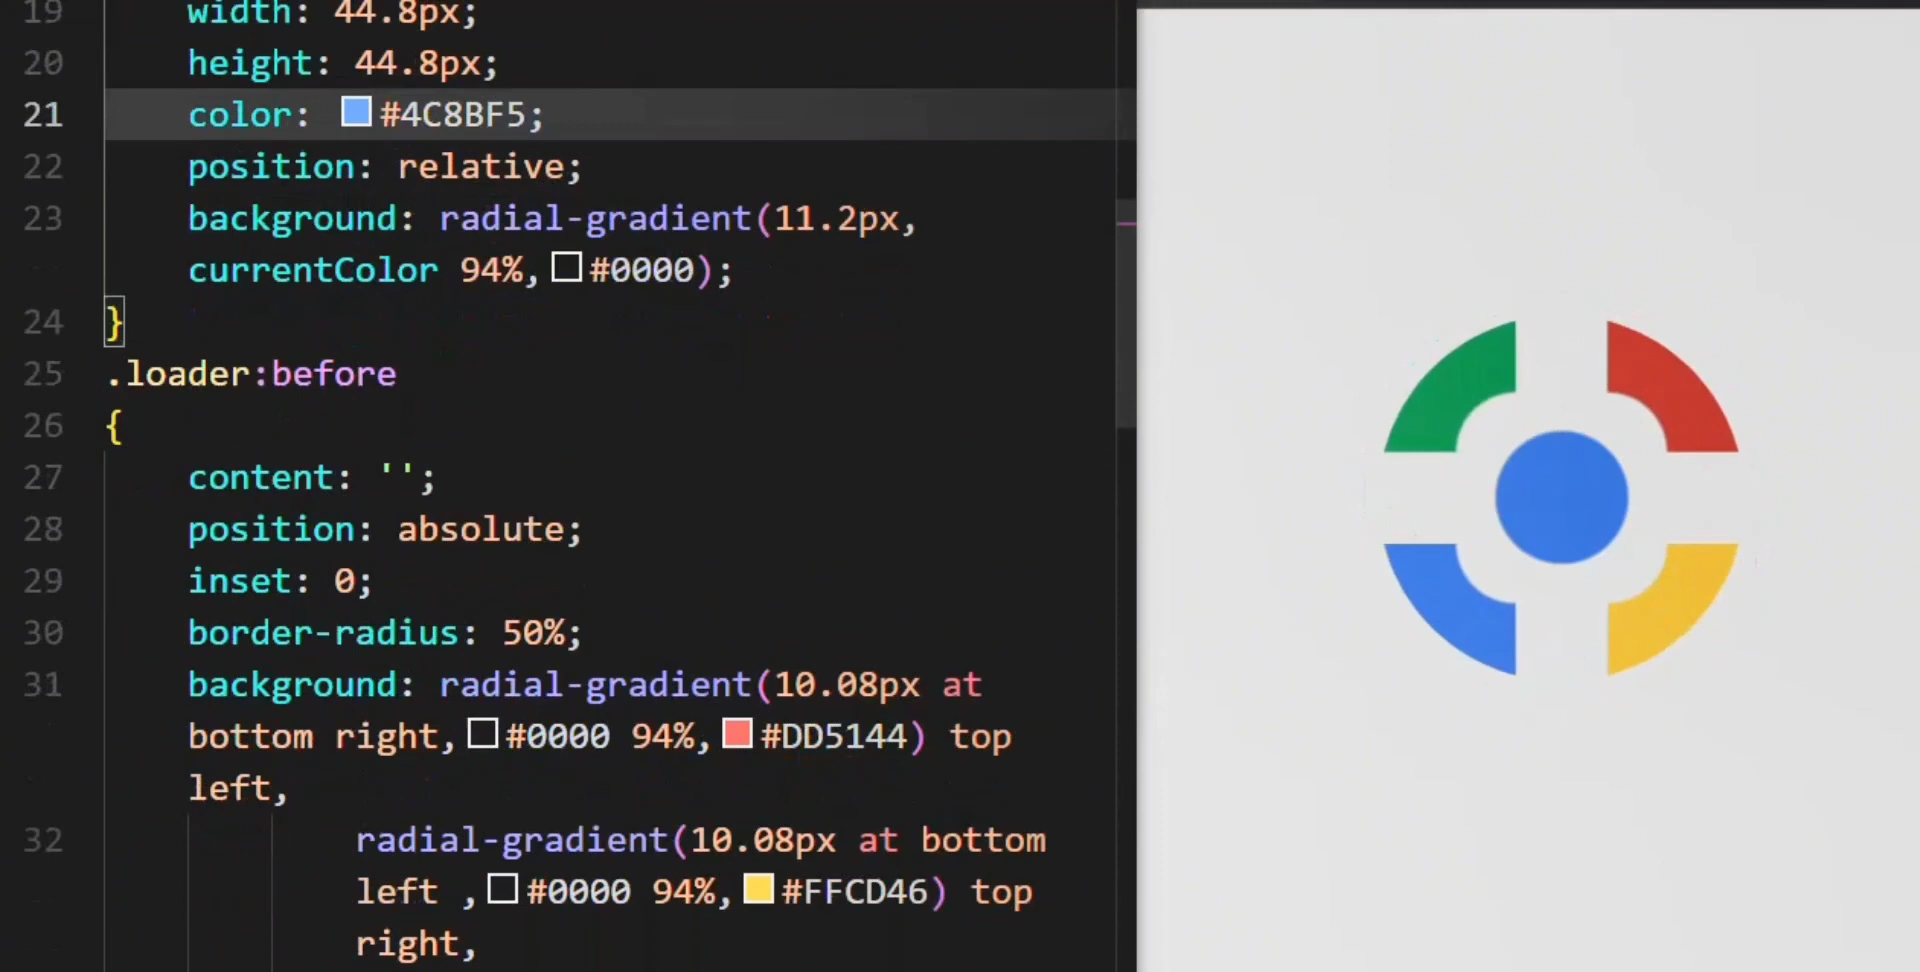 19 width: 44.8px;
20 height: 44.8px;
21 color: #4C8BF5;
22 position: relative;
23 background: radial-gradient(11.2px,
currentColor 94%,#0000);
24 }
25 .loader:before
26 {
27 content: '';
28 position: absolute;
29 inset: 0;
30 border-radius: 50%;
31 background: radial-gradient(10.08px at
bottom right,#0000 94%,#DD5144) top
left,
32 radial-gradient(10.08px at bottom
left ,#0000 94%,#FFCD46) top
right,